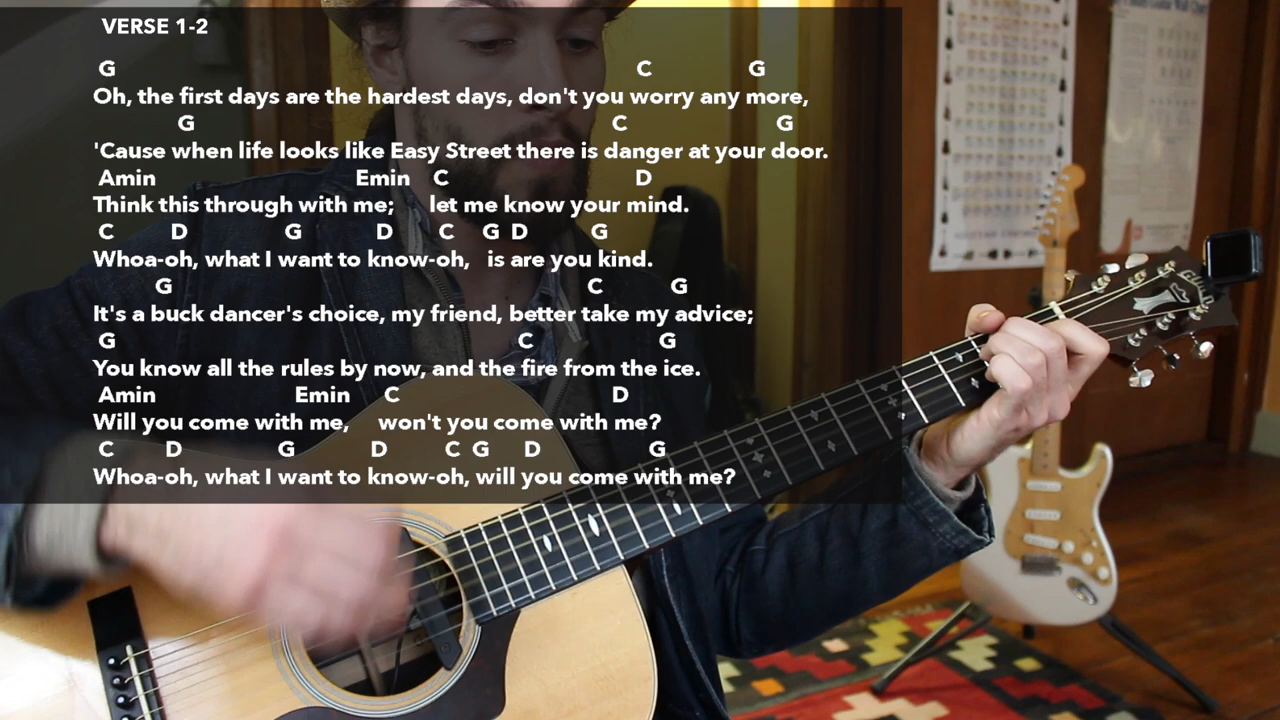 VERSE 1-2
G C G
Oh, the first days are the hardest days, don't you worry any more,
G C G
'Cause when life looks like Easy Street there is danger at your door.
Amin Emin C D
Think this through with me; let me know your mind.
C D G D C G D G
Whoa-oh, what I want to know-oh, is are you kind.
G C G
It's a buck dancer's choice, my friend, better take my advice;
G C G
You know all the rules by now, and the fire from the ice.
Amin Emin C D
Will you come with me, won't you come with me?
C D G D C G D G
Whoa-oh, what I want to know-oh, will you come with me?